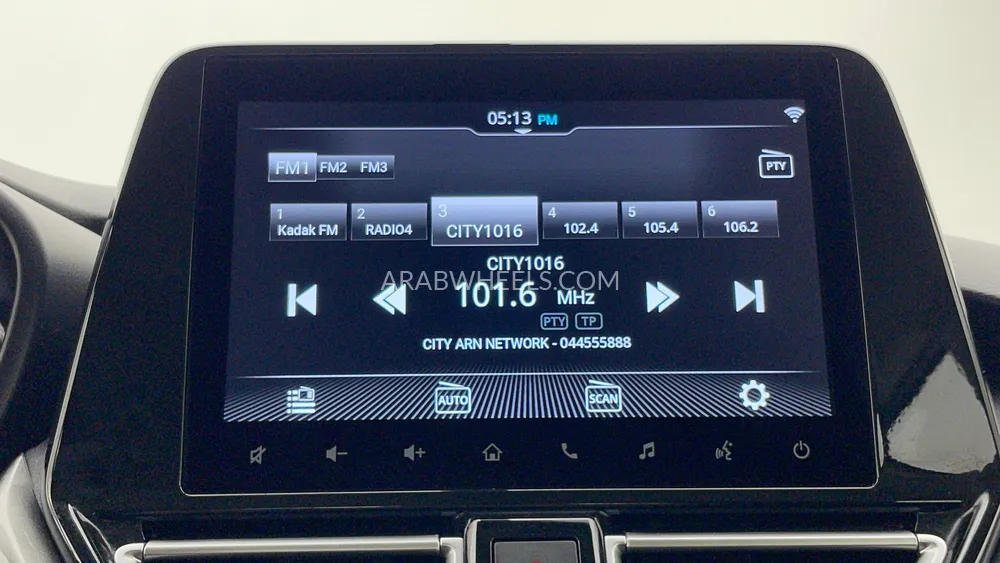 05:13 PM
FM1 FM2 FM3
PTY
1 Kadak FM
2 RADIO4
3 CITY1016
4 102.4
5 105.4
6 106.2
CITY1016
ARABWHEELS.COM
101.6 MHz
PTY TP
CITY ARN NETWORK - 044555888
AUTO
SCAN